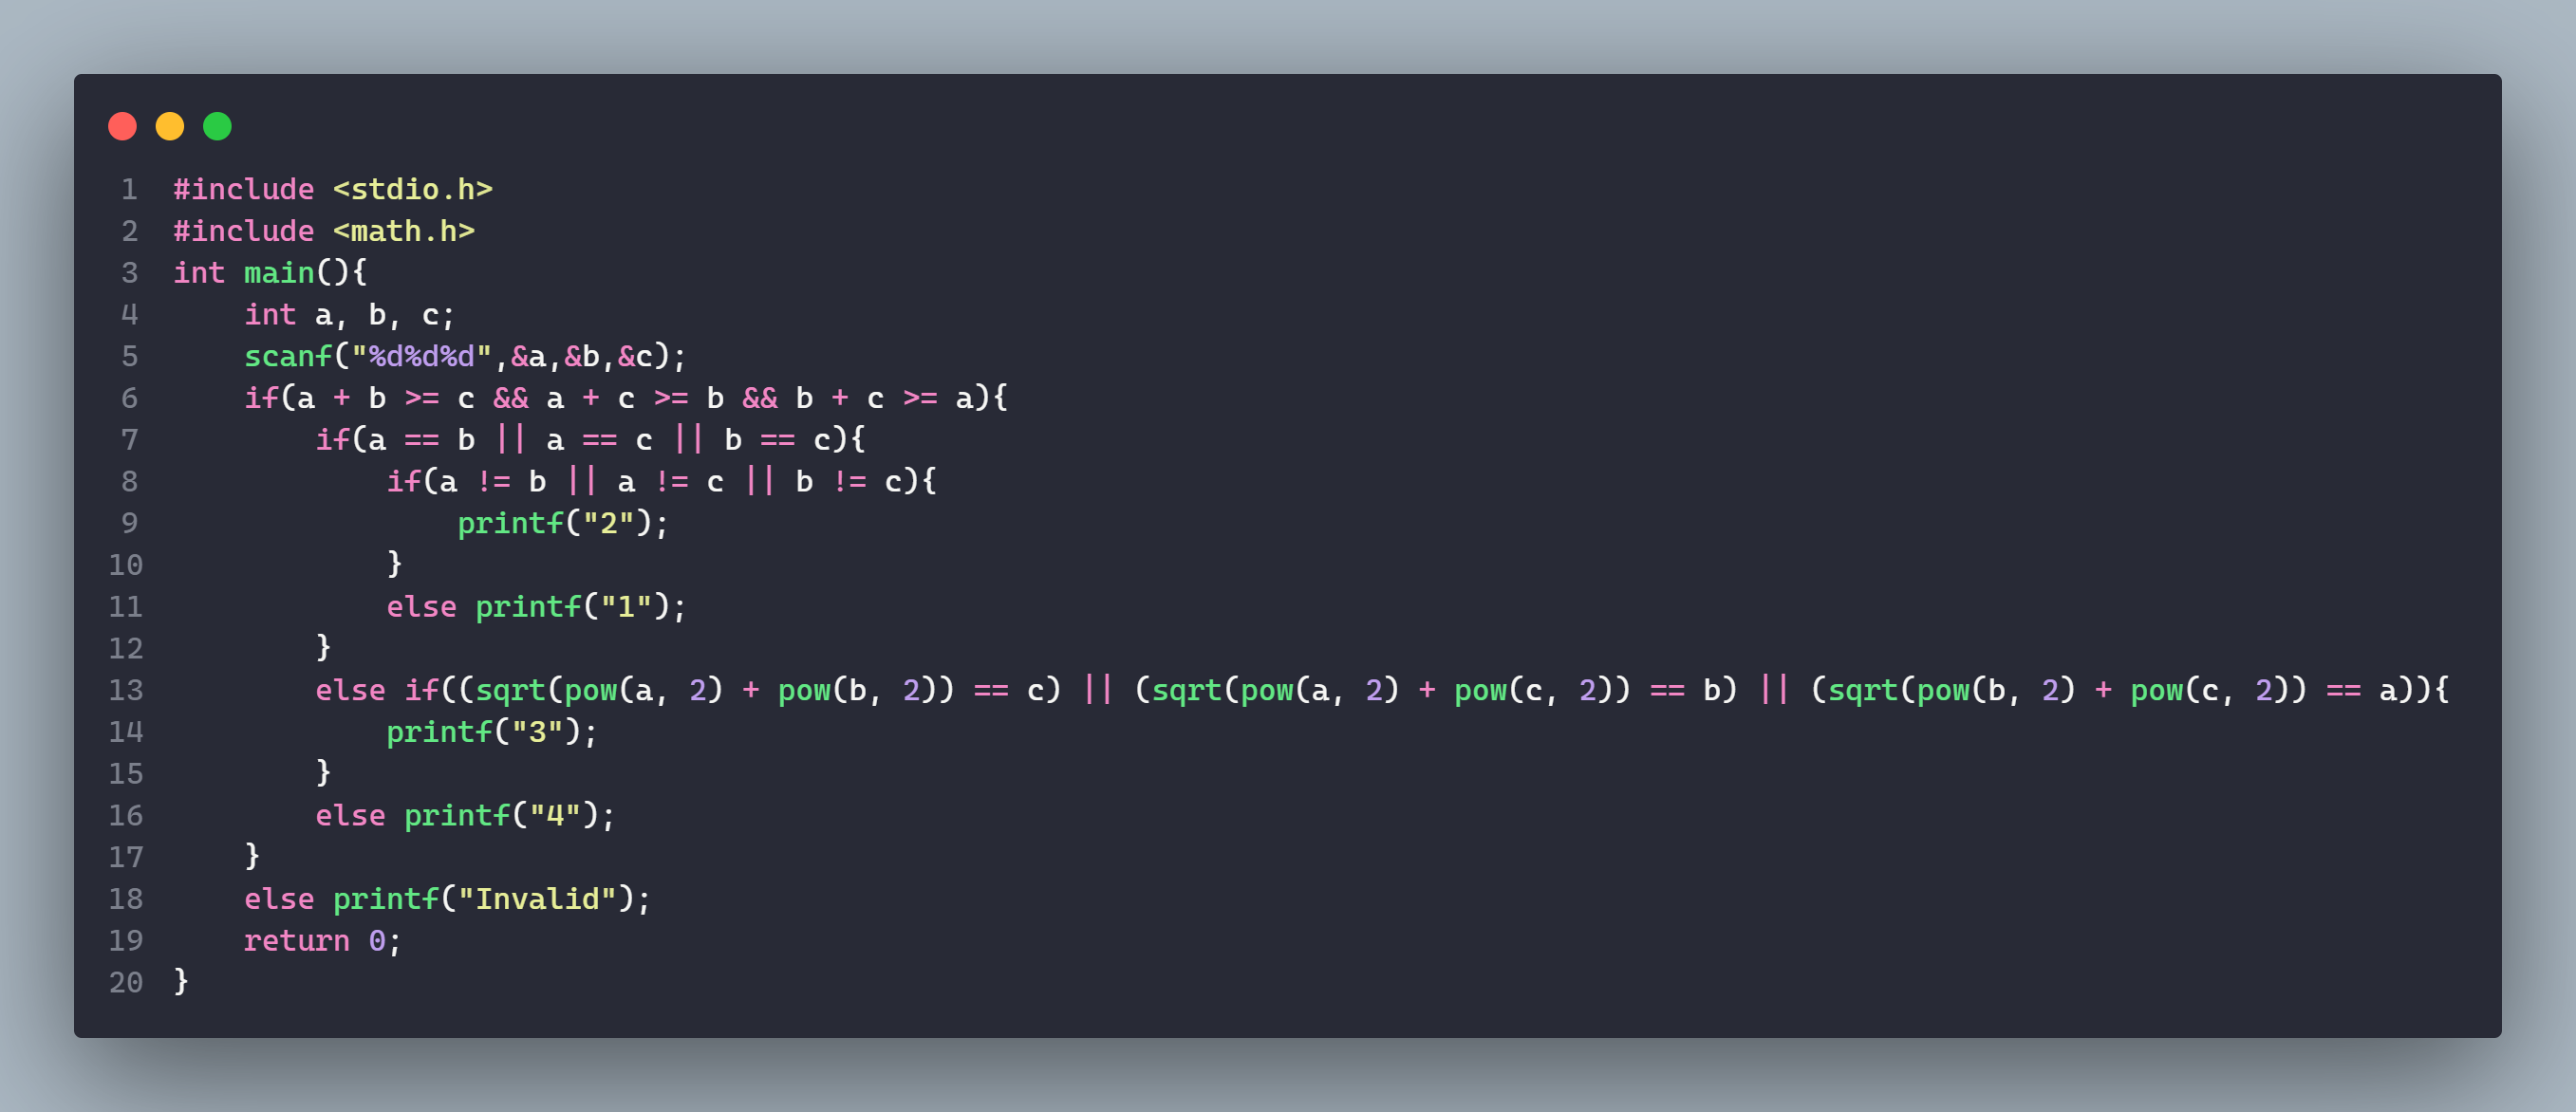 1 #include <stdio.h>
2 #include <math.h>
3 int main(){
4     int a, b, c;
5     scanf("%d%d%d",&a,&b,&c);
6     if(a + b >= c && a + c >= b && b + c >= a){
7         if(a == b || a == c || b == c){
8             if(a != b || a != c || b != c){
9                 printf("2");
10             }
11             else printf("1");
12         }
13         else if((sqrt(pow(a, 2) + pow(b, 2)) == c) || (sqrt(pow(a, 2) + pow(c, 2)) == b) || (sqrt(pow(b, 2) + pow(c, 2)) == a)){
14             printf("3");
15         }
16         else printf("4");
17     }
18     else printf("Invalid");
19     return 0;
20 }